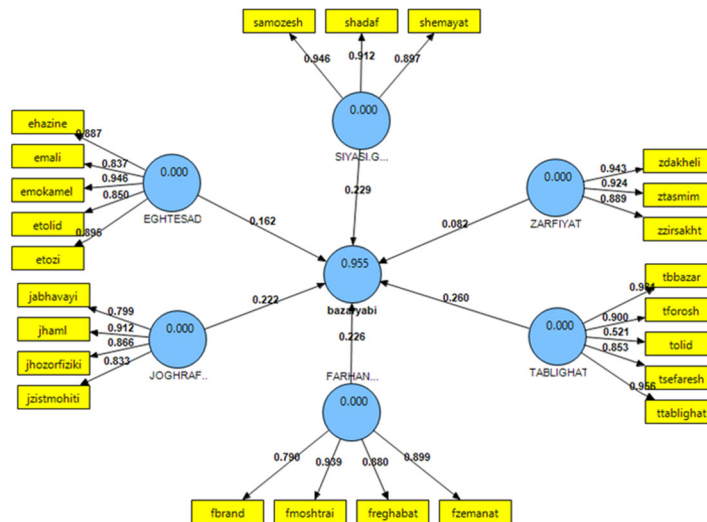 samozesh
shadaf
shemayat
0.946
0.912
0.897
0.000
SIYASI.G...
0.229
ehazine
emali
emokamel
etolid
etozi
0.887
0.837
0.946
0.850
0.895
0.000
EGHTESAD
0.162
zdakheli
ztasmim
zzirsakht
0.943
0.924
0.889
0.000
ZARFIYAT
0.082
0.955
bazaryabi
jabhavayi
jhaml
jhozorfiziki
jzistmohiti
0.799
0.912
0.866
0.833
0.000
JOGHRAF..
0.222
tbbazar
tforosh
tolid
tsefaresh
ttablighat
0.900
0.521
0.853
0.956
0.000
TABLIGHAT
0.260
0.226
FARHAN...
0.000
0.790
0.939
0.880
0.899
fbrand
fmoshtrai
freghabat
fzemanat